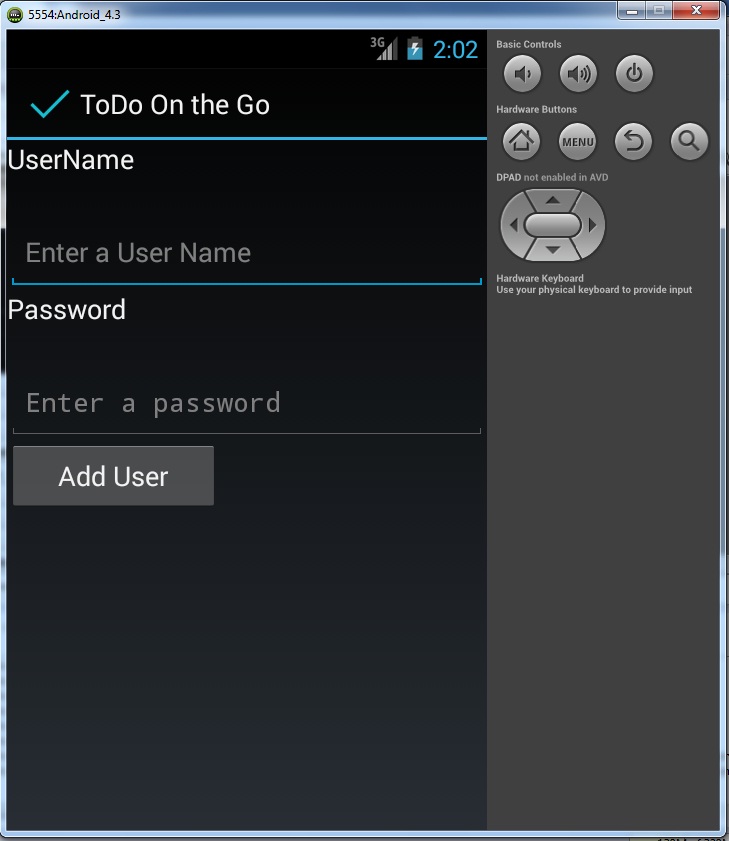 5554:Android_4.3
3G
2:02
ToDo On the Go
UserName
Enter a User Name
Password
Enter a password
Add User
Basic Controls
Hardware Buttons
MENU
DPAD not enabled in AVD
Hardware Keyboard
Use your physical keyboard to provide input